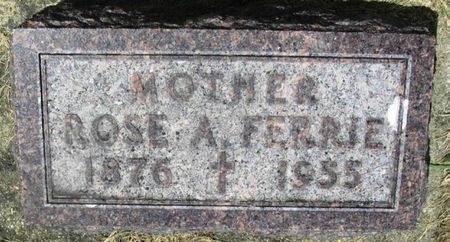 MOTHER
ROSE A. FERRIE
1876 † 1955